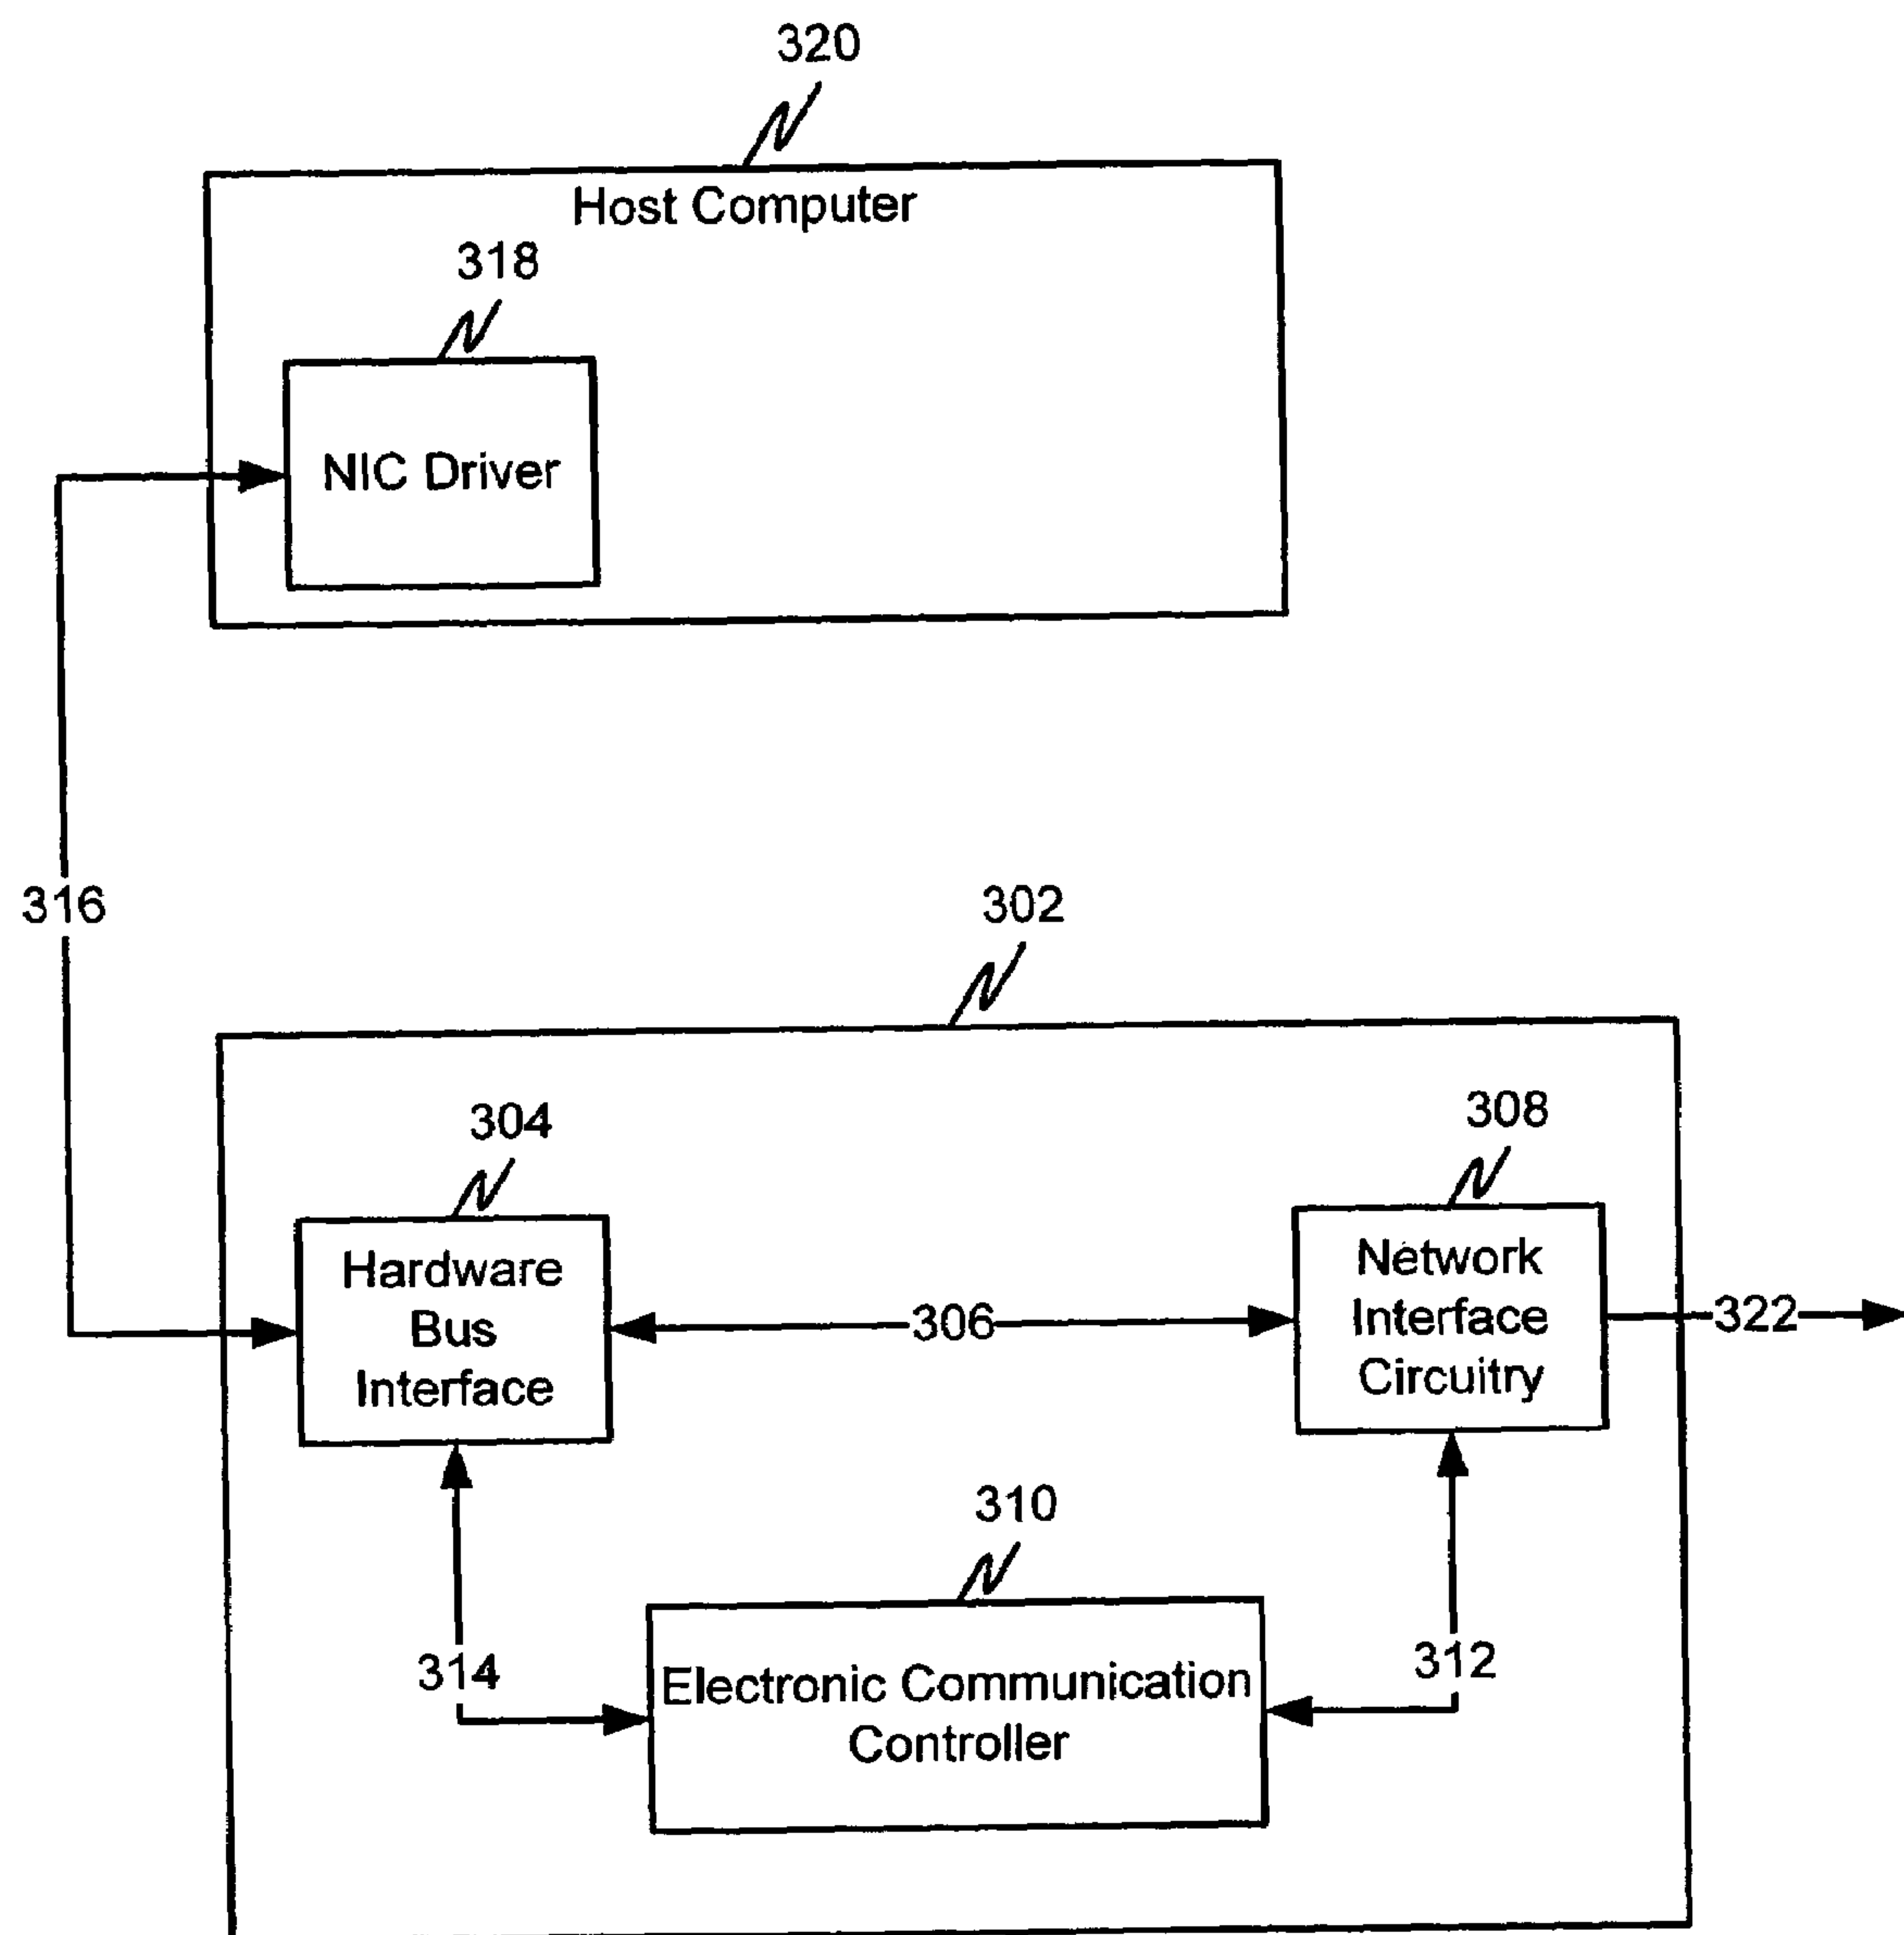 320
Host Computer
318
NIC Driver
316
302
304
308
Hardware
Bus
Interface
306
Network
Interface
Circuitry
322
310
314
Electronic Communication
Controller
312